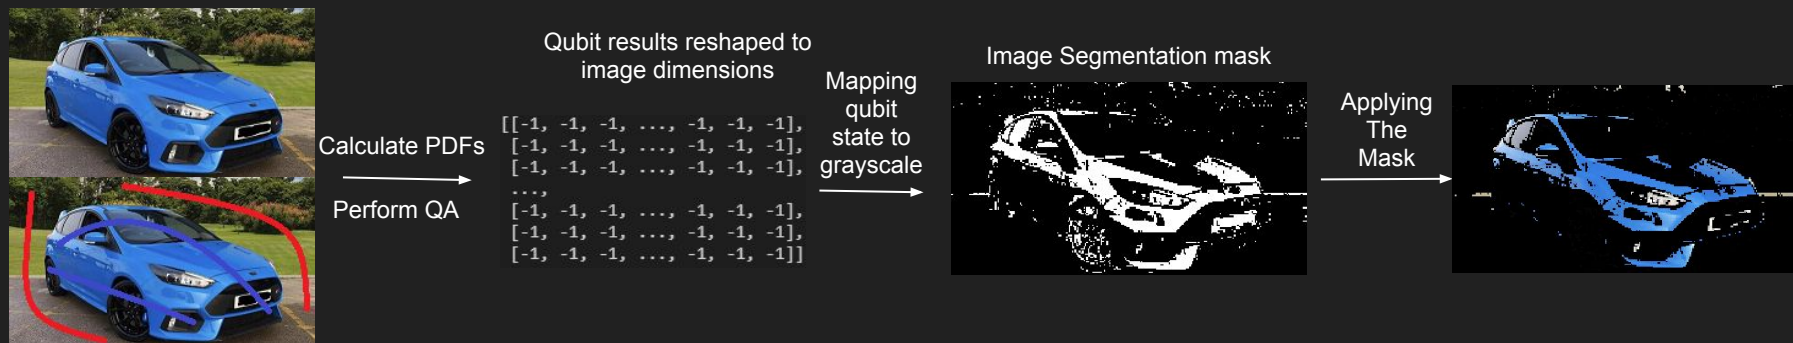 Calculate PDFs
Perform QA
Qubit results reshaped to
image dimensions
[[-1, -1, -1, ..., -1, -1, -1],
[-1, -1, -1, ..., -1, -1, -1],
[-1, -1, -1, ..., -1, -1, -1],
...,
[-1, -1, -1, ..., -1, -1, -1],
[-1, -1, -1, ..., -1, -1, -1],
[-1, -1, -1, ..., -1, -1, -1]]
Mapping
qubit
state to
grayscale
Image Segmentation mask
Applying
The
Mask